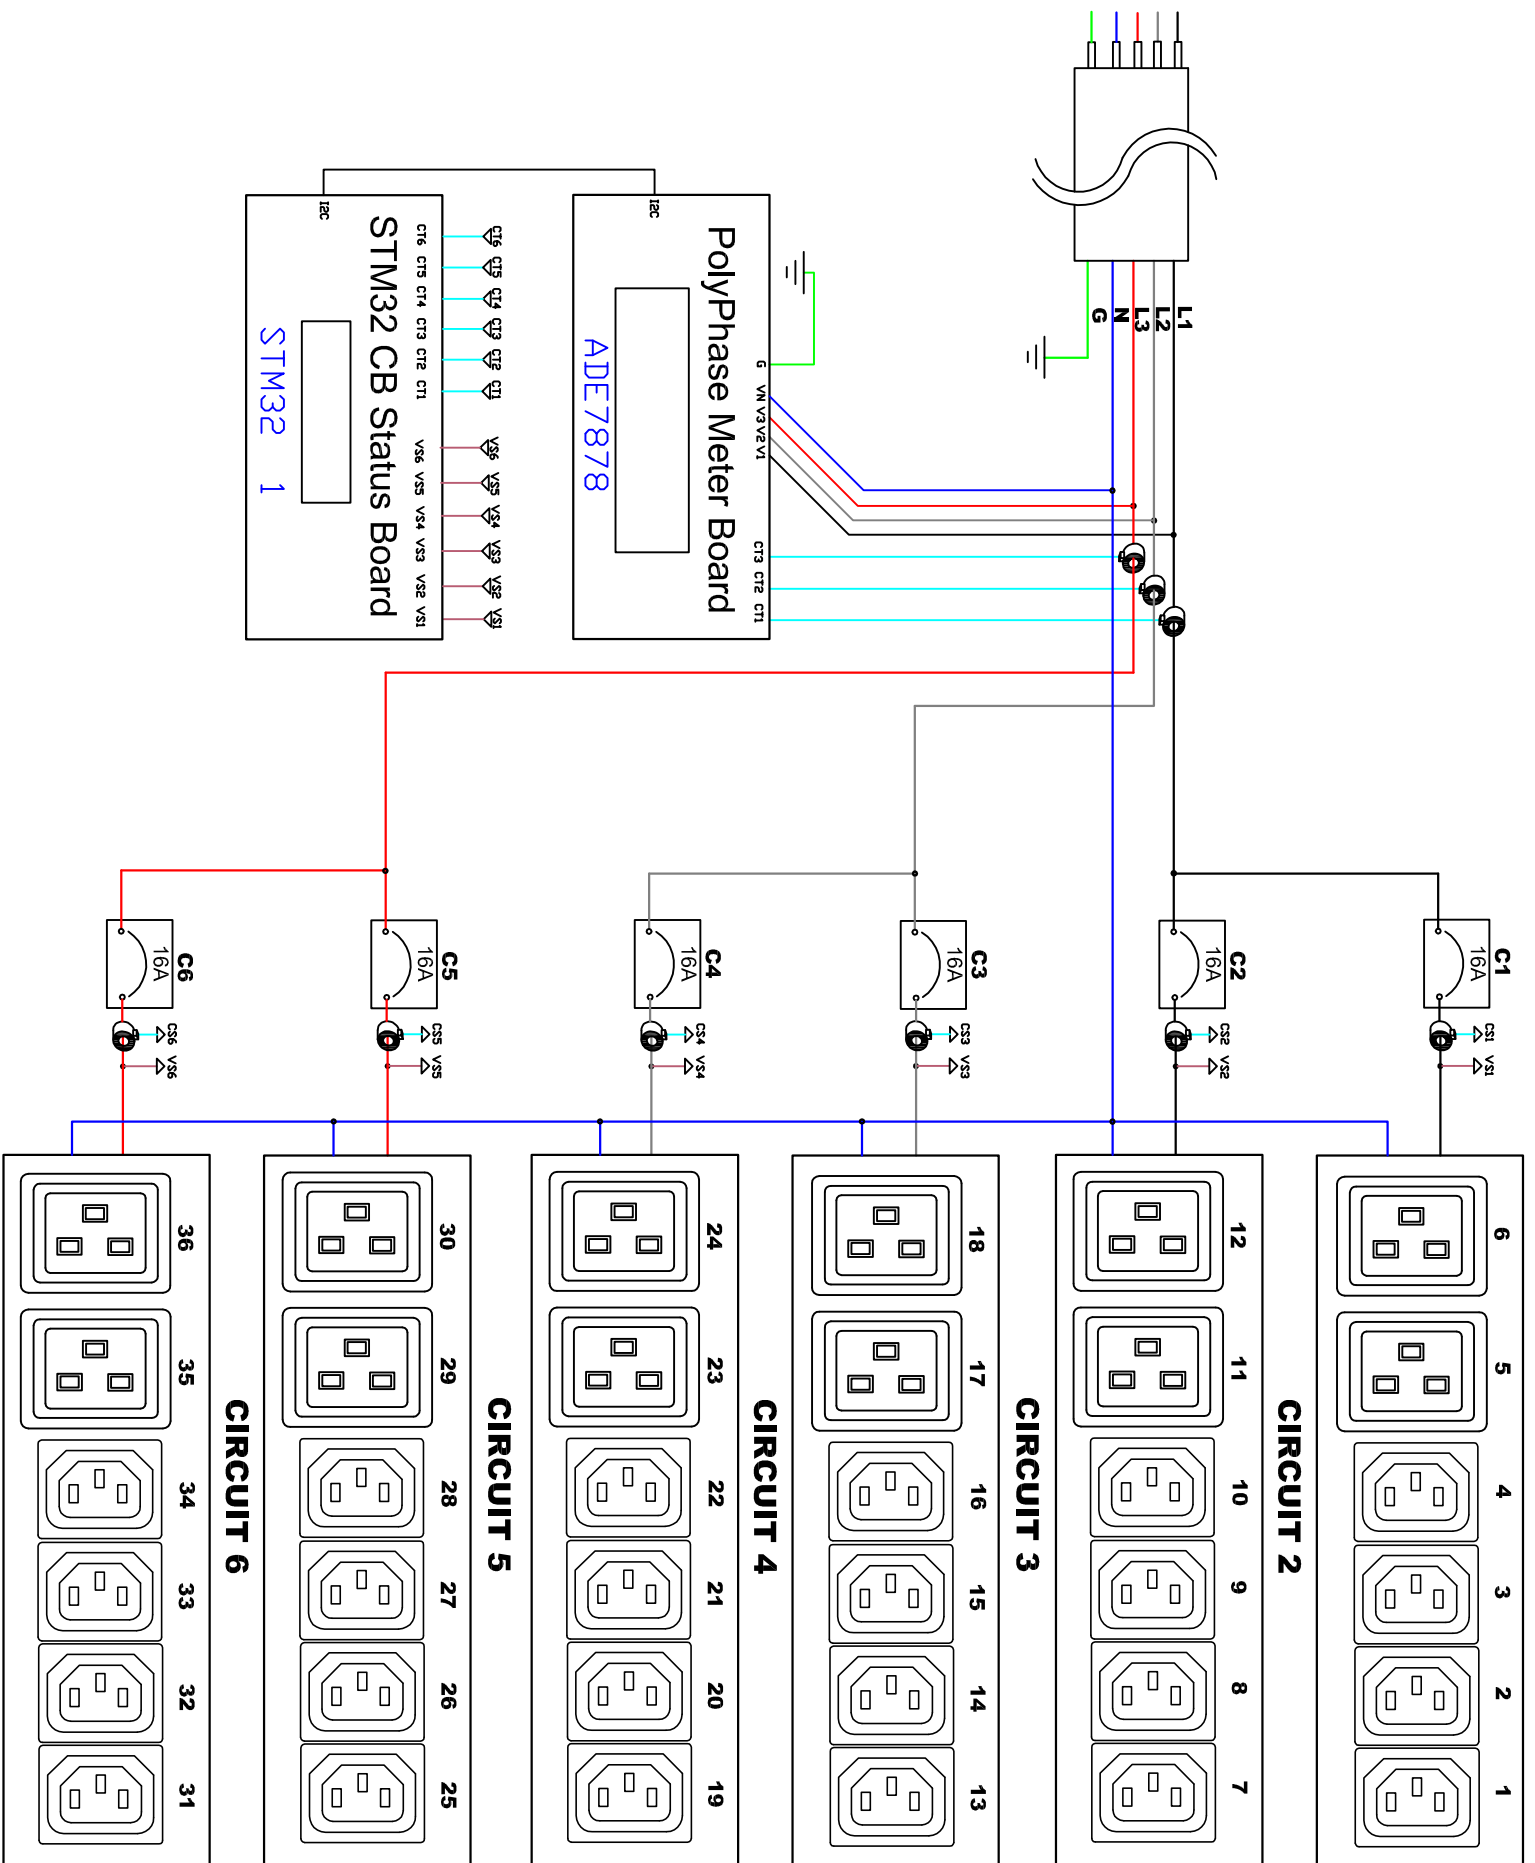 L1
L2
L3
N
G
PolyPhase Meter Board
ADE7878
I2C
G
VN V3 V2 V1
CT3 CT2 CT1
STM32 CB Status Board
STM32 1
I2C
CT6 CT5 CT4 CT3 CT2 CT1
VS6 VS5 VS4 VS3 VS2 VS1
CT6
CT5
CT4
CT3
CT2
CT1
VS6
VS5
VS4
VS3
VS2
VS1
C1
16A
CS1
VS1
C2
16A
CS2
VS2
C3
16A
CS3
VS3
C4
16A
CS4
VS4
C5
16A
CS5
VS5
C6
16A
CS6
VS6
6 5 4 3 2 1
CIRCUIT 2
12 11 10 9 8 7
CIRCUIT 3
18 17 16 15 14 13
CIRCUIT 4
24 23 22 21 20 19
CIRCUIT 5
30 29 28 27 26 25
CIRCUIT 6
36 35 34 33 32 31